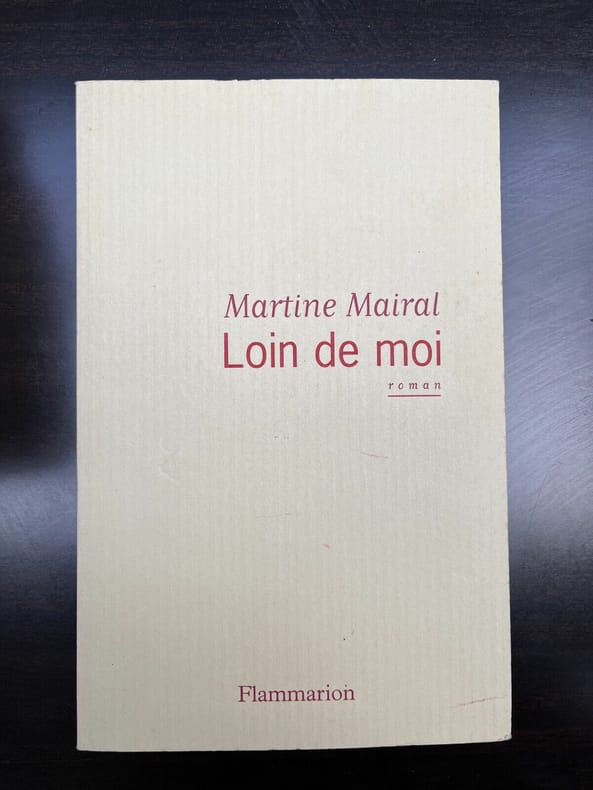 Martine Mairal
Loin de moi
roman
Flammarion